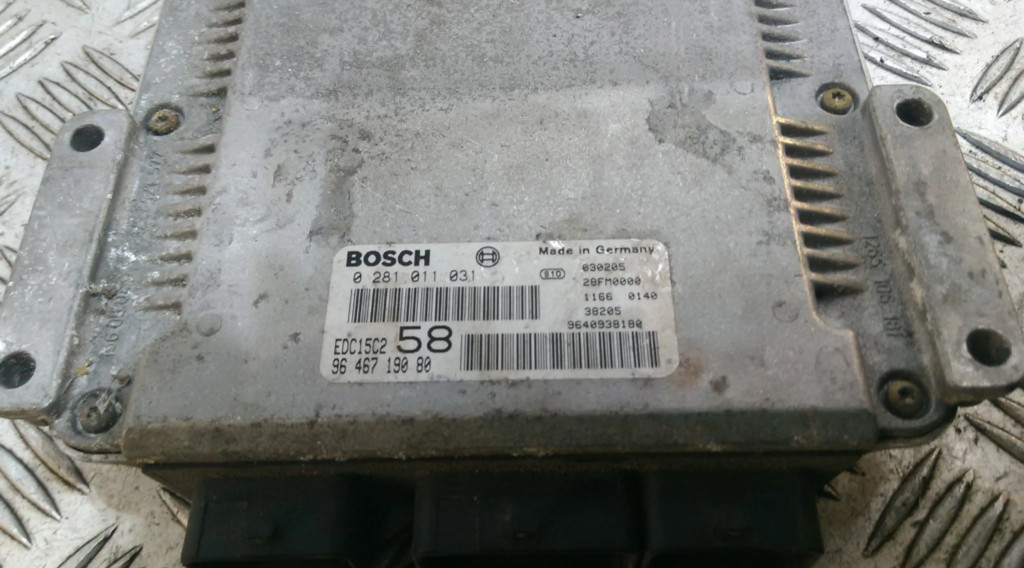 BOSCH
Made in Germany
0 281 011 031
810
030205
28FM0000
1166 0140
38205
9640938180
EDC15C2 58
96 467 190 80